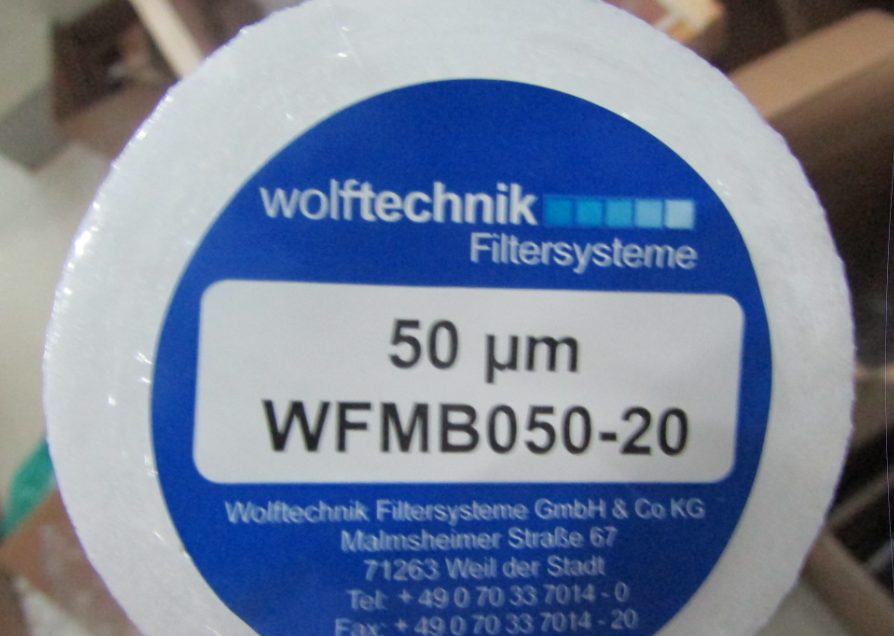 wolftechnik
Filtersysteme
50 µm
WFMB050-20
Wolftechnik Filtersysteme GmbH & Co KG
Malmsheimer Straße 67
71263 Weil der Stadt
Tel: + 49 0 70 33 7014 - 0
Fax: + 49 0 70 33 7014 - 20